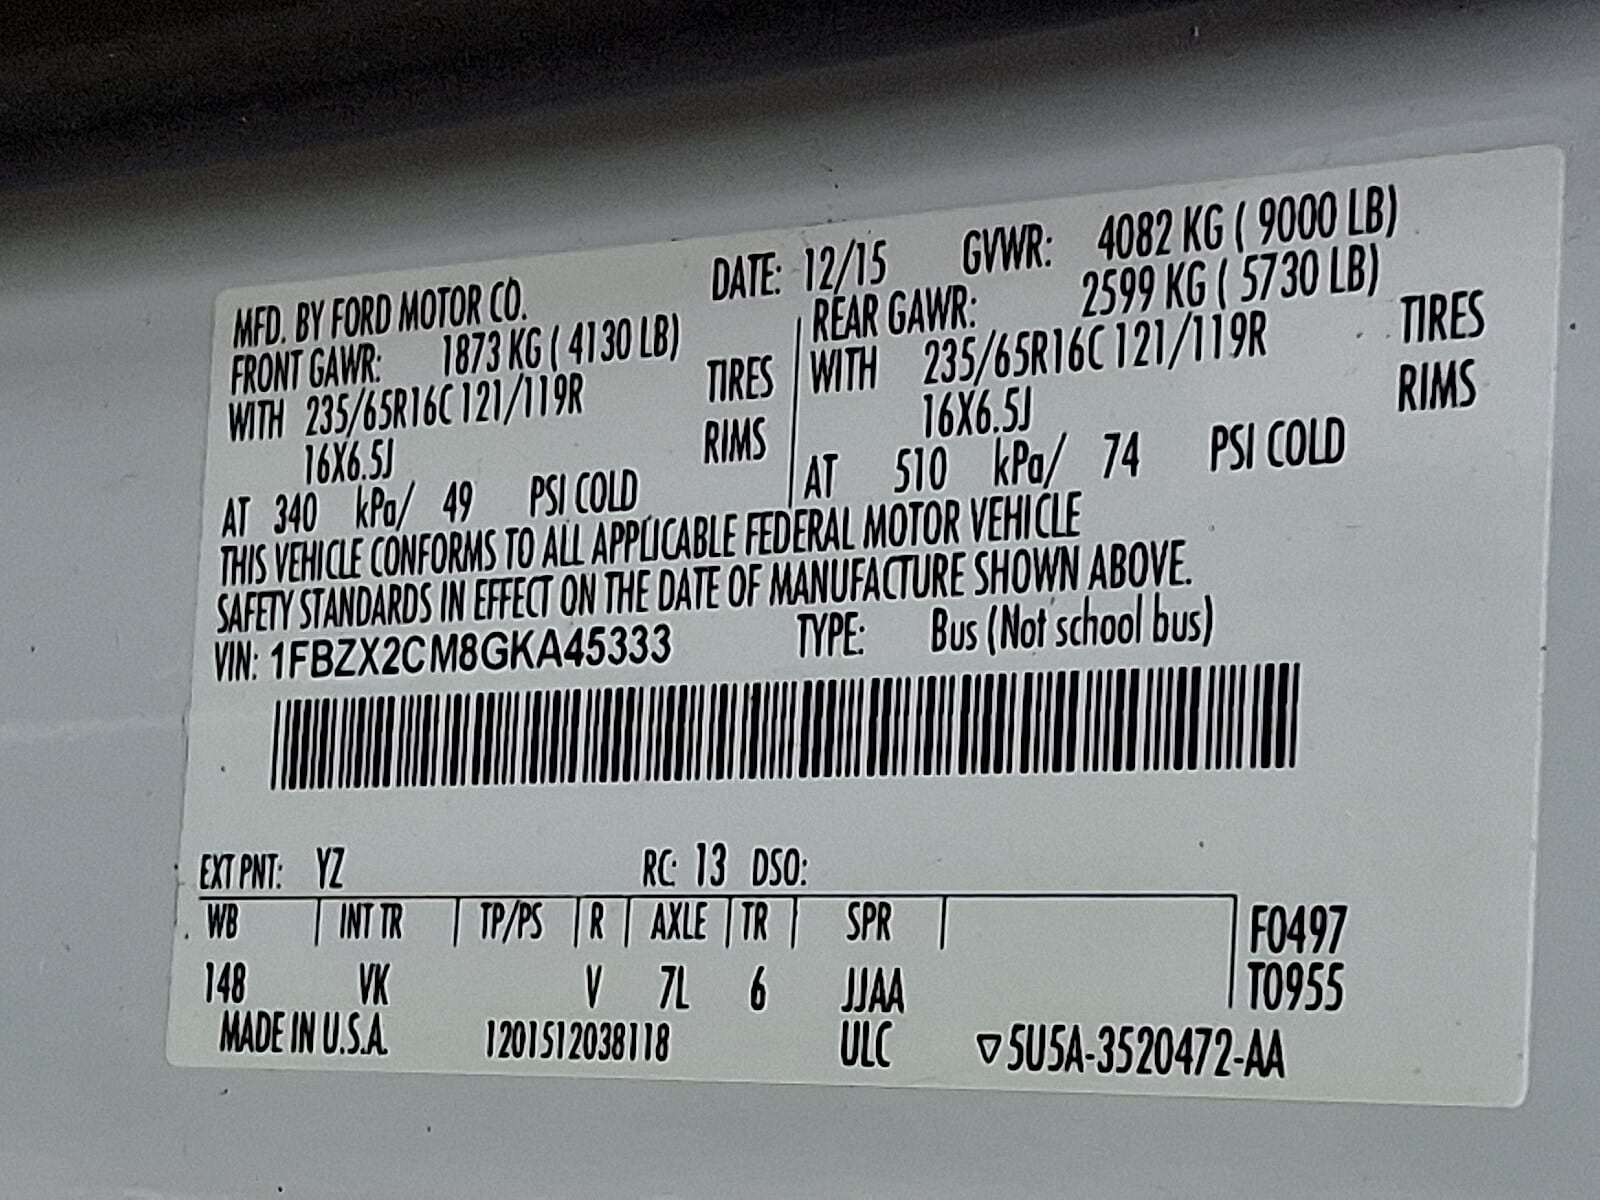 MFD. BY FORD MOTOR CO. DATE: 12/15 GVWR: 4082 KG ( 9000 LB)
FRONT GAWR: 1873 KG ( 4130 LB) REAR GAWR: 2599 KG ( 5730 LB)
WITH 235/65R16C 121/119R TIRES WITH 235/65R16C 121/119R TIRES
16X6.5J RIMS 16X6.5J RIMS
AT 340 kPa/ 49 PSI COLD AT 510 kPa/ 74 PSI COLD
THIS VEHICLE CONFORMS TO ALL APPLICABLE FEDERAL MOTOR VEHICLE
SAFETY STANDARDS IN EFFECT ON THE DATE OF MANUFACTURE SHOWN ABOVE.
VIN: 1FBZX2CM8GKA45333 TYPE: Bus (Not school bus)
EXT PNT: YZ RC: 13 DSO:
WB INT TR TP/PS R AXLE TR SPR F0497
148 VK V 7L 6 JJAA T0955
MADE IN U.S.A. 1201512038118 ULC ▽5U5A-3520472-AA